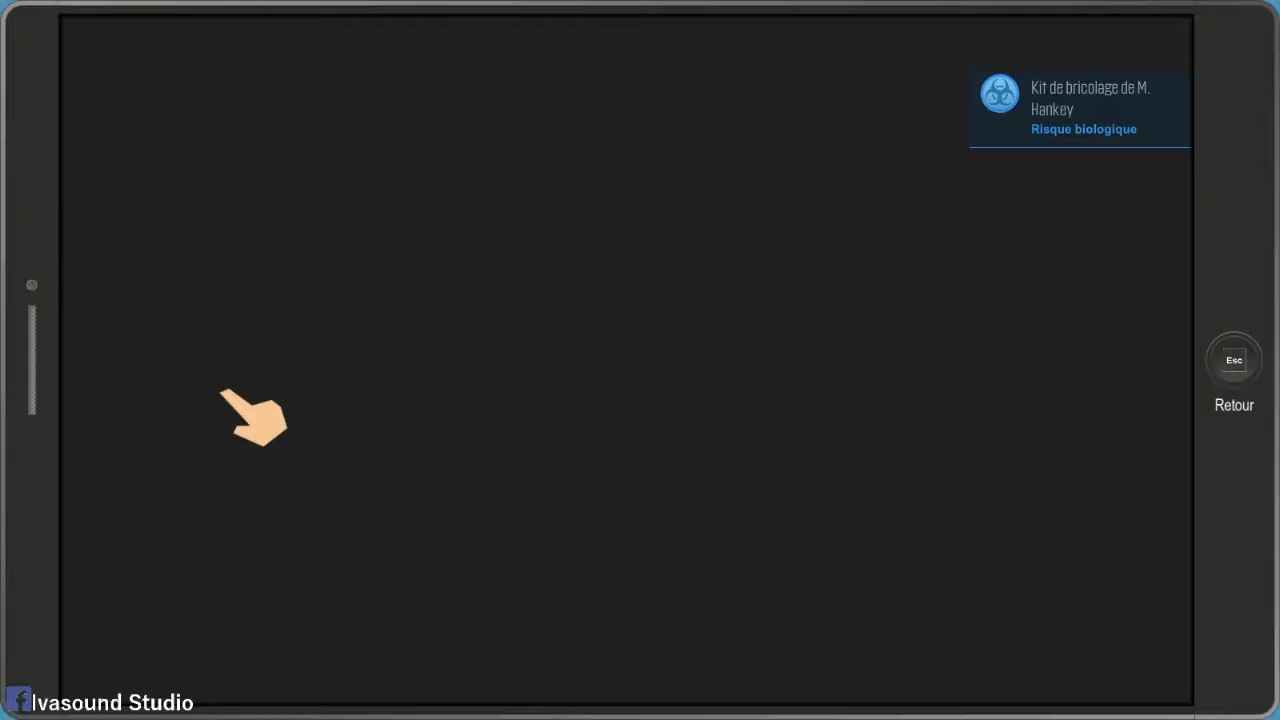 Kit de bricolage de M.
Hankey
Risque biologique
Esc
Retour
lvasound Studio